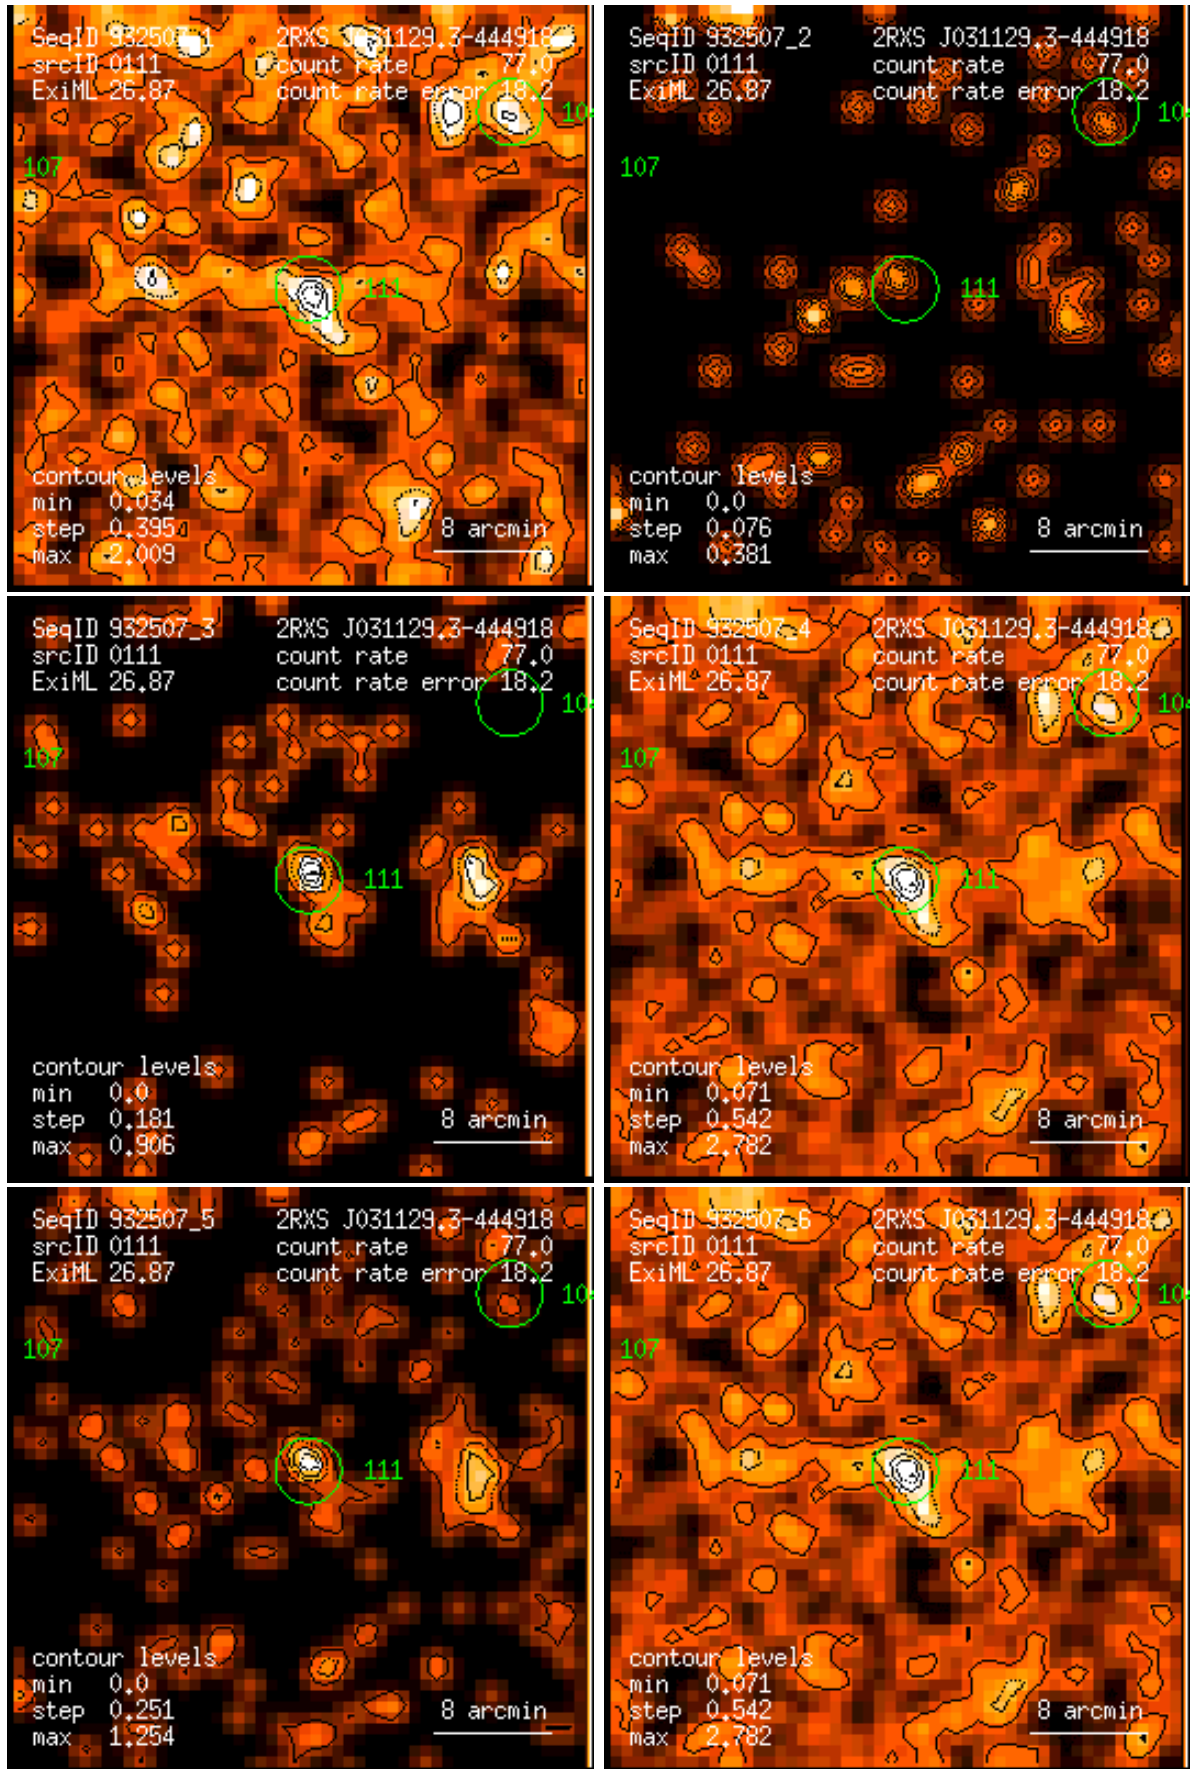 SeqID 932507_1 2RXS J031129.3-444918
srcID 0111 count rate 77.0
ExiML 26.87 count rate error 18.2
104
107
111
contour levels
min 0.034
step 0.395
max 2.009
8 arcmin
SeqID 932507_2 2RXS J031129.3-444918
srcID 0111 count rate 77.0
ExiML 26.87 count rate error 18.2
104
107
111
contour levels
min 0.0
step 0.076
max 0.381
8 arcmin
SeqID 932507_3 2RXS J031129.3-444918
srcID 0111 count rate 77.0
ExiML 26.87 count rate error 18.2
104
107
111
contour levels
min 0.0
step 0.181
max 0.906
8 arcmin
SeqID 932507_4 2RXS J031129.3-444918
srcID 0111 count rate 77.0
ExiML 26.87 count rate error 18.2
104
107
111
contour levels
min 0.071
step 0.542
max 2.782
8 arcmin
SeqID 932507_5 2RXS J031129.3-444918
srcID 0111 count rate 77.0
ExiML 26.87 count rate error 18.2
104
107
111
contour levels
min 0.0
step 0.251
max 1.254
8 arcmin
SeqID 932507_6 2RXS J031129.3-444918
srcID 0111 count rate 77.0
ExiML 26.87 count rate error 18.2
104
107
111
contour levels
min 0.071
step 0.542
max 2.782
8 arcmin